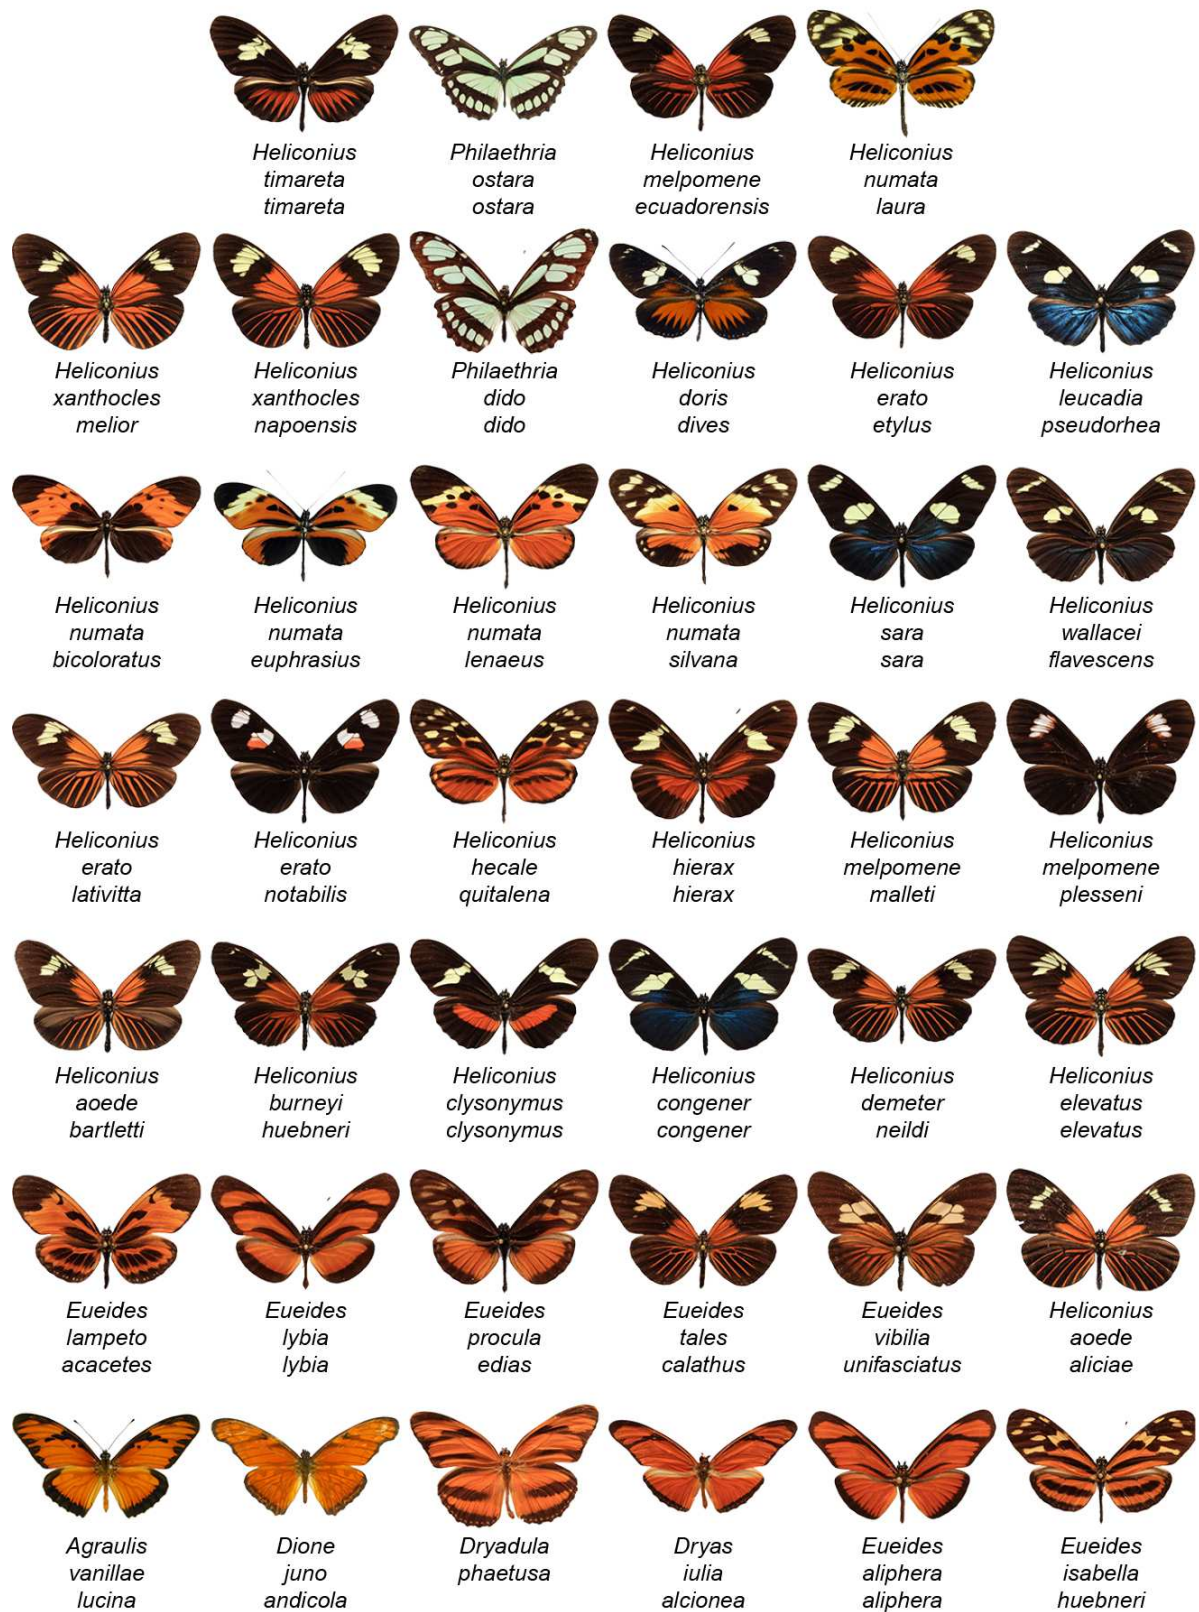 Heliconius
timareta
timareta
Philaethria
ostara
ostara
Heliconius
melpomene
ecuadorensis
Heliconius
numata
laura
Heliconius
xanthocles
melior
Heliconius
xanthocles
napoensis
Philaethria
dido
dido
Heliconius
doris
dives
Heliconius
erato
etylus
Heliconius
leucadia
pseudorhea
Heliconius
numata
bicoloratus
Heliconius
numata
euphrasius
Heliconius
numata
lenaeus
Heliconius
numata
silvana
Heliconius
sara
sara
Heliconius
wallacei
flavescens
Heliconius
erato
lativitta
Heliconius
erato
notabilis
Heliconius
hecale
quitalena
Heliconius
hierax
hierax
Heliconius
melpomene
malleti
Heliconius
melpomene
plesseni
Heliconius
aoede
bartletti
Heliconius
burneyi
huebneri
Heliconius
clysonymus
clysonymus
Heliconius
congener
congener
Heliconius
demeter
neildi
Heliconius
elevatus
elevatus
Eueides
lampeto
acacetes
Eueides
lybia
lybia
Eueides
procula
edias
Eueides
tales
calathus
Eueides
vibilia
unifasciatus
Heliconius
aoede
aliciae
Agraulis
vanillae
lucina
Dione
juno
andicola
Dryadula
phaetusa
Dryas
iulia
alcionea
Eueides
aliphera
aliphera
Eueides
isabella
huebneri